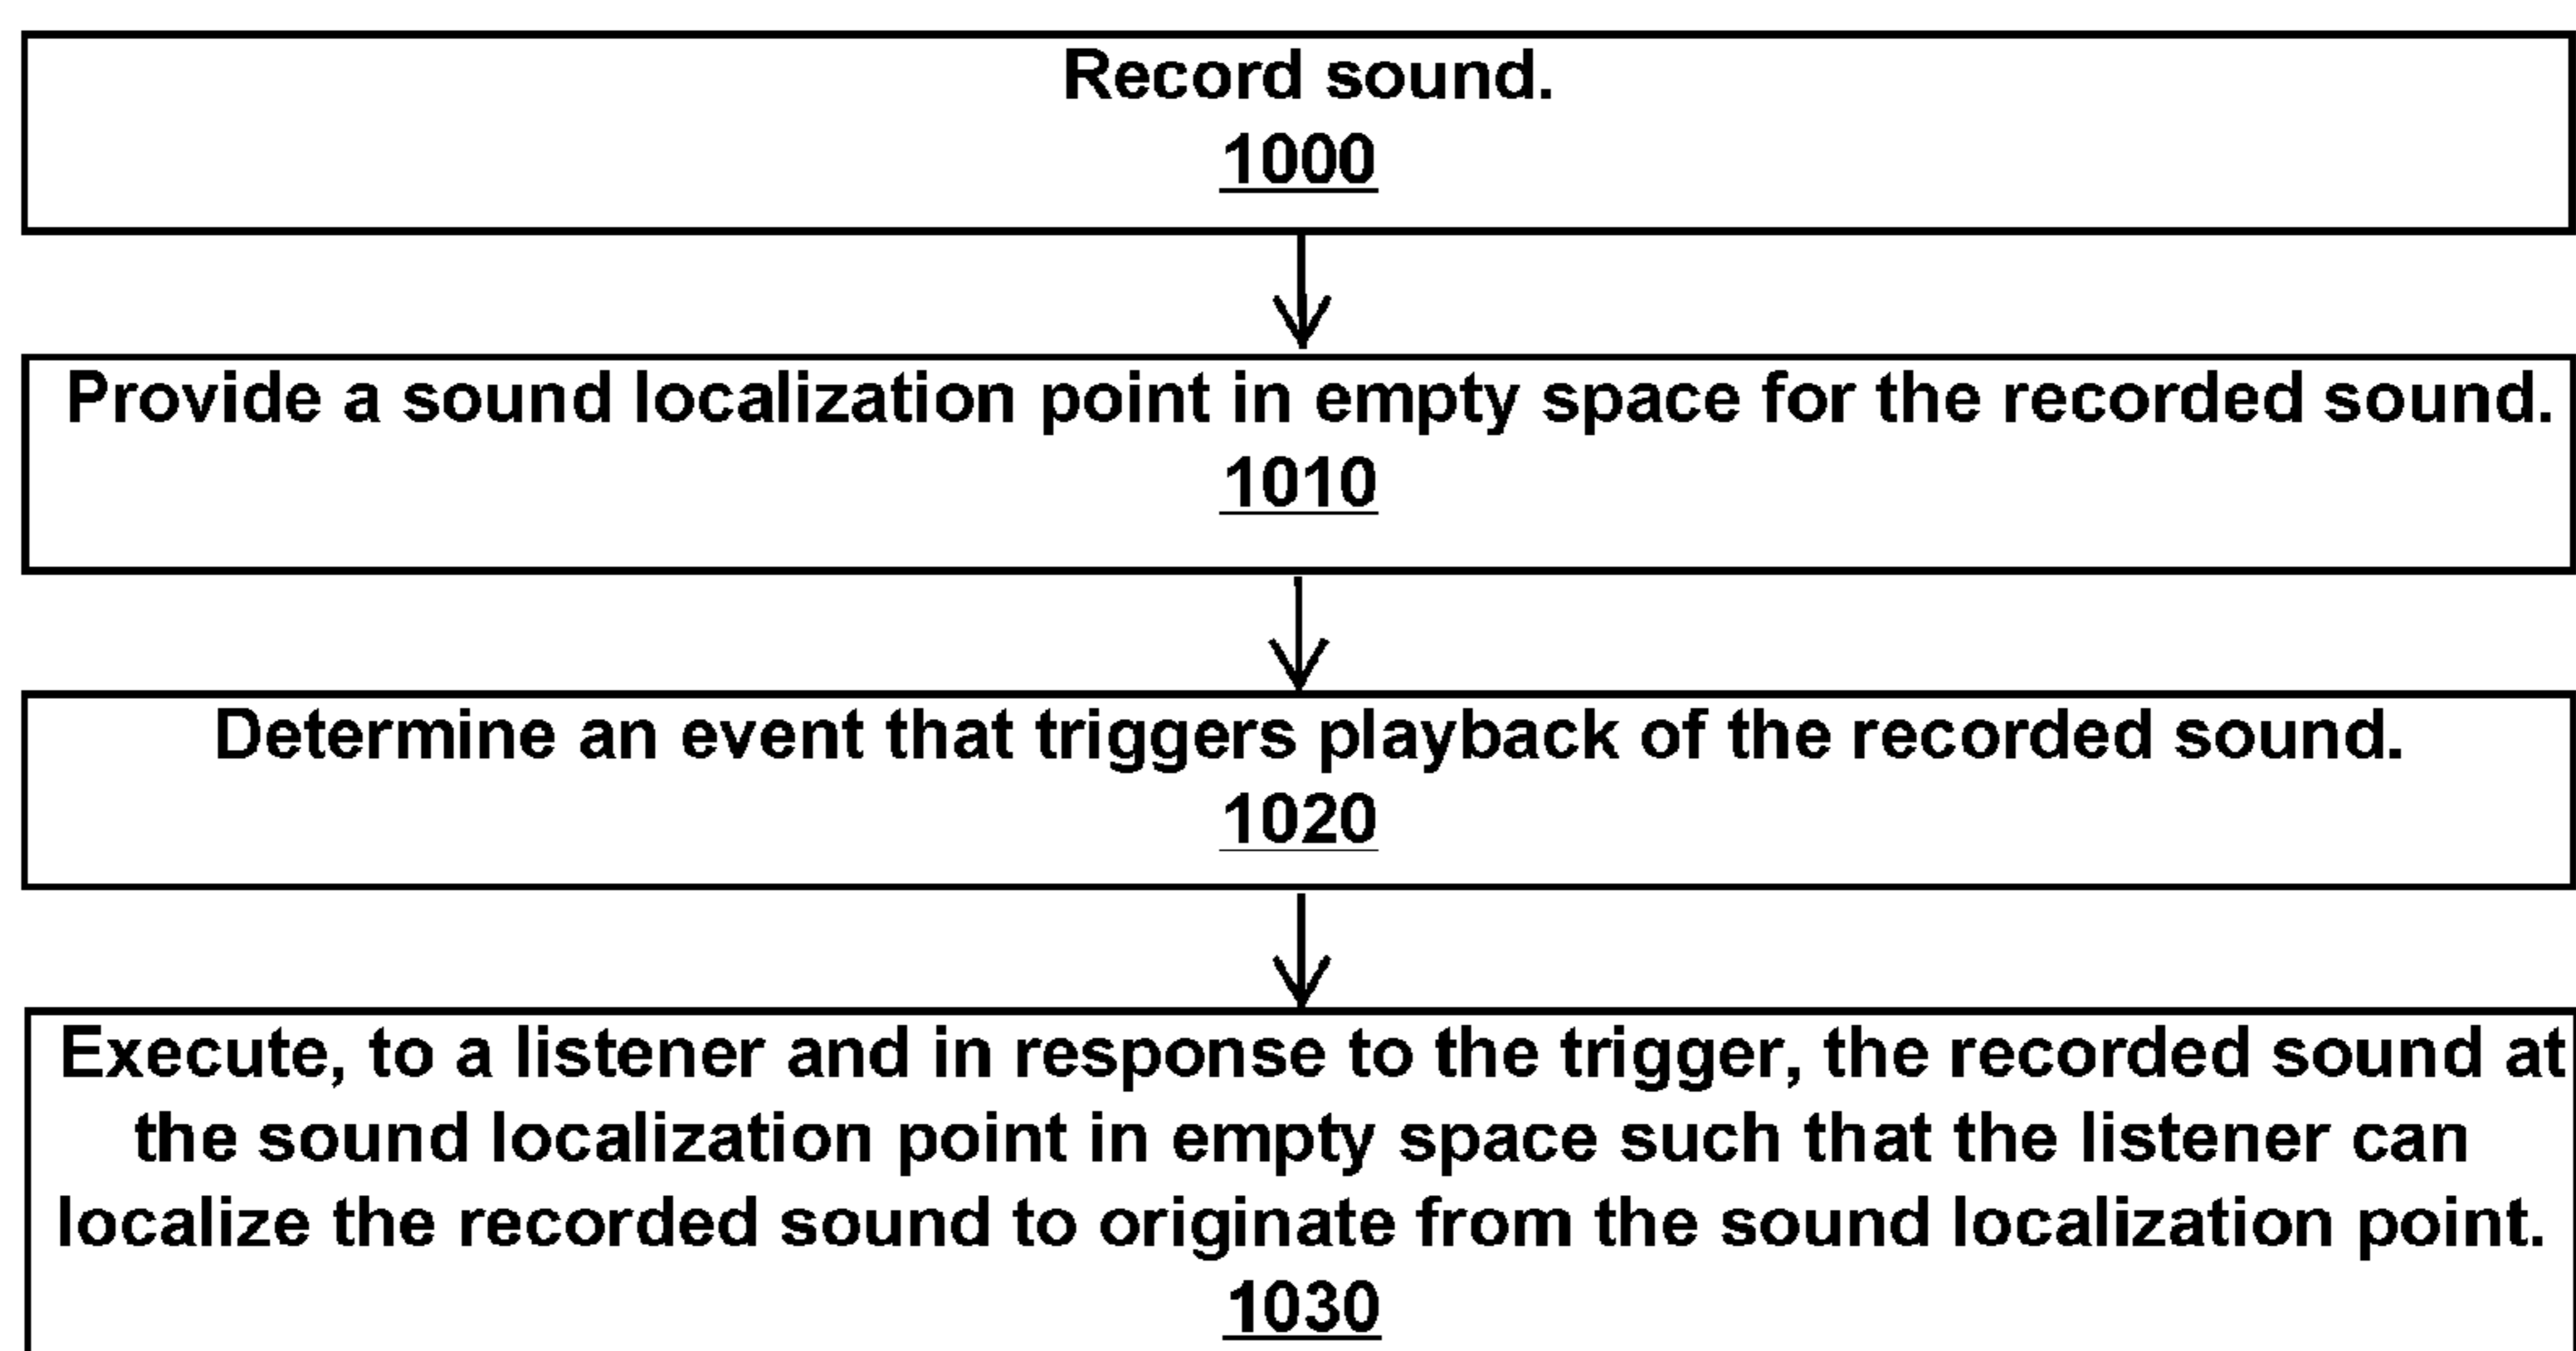 Record sound.
1000
Provide a sound localization point in empty space for the recorded sound.
1010
Determine an event that triggers playback of the recorded sound.
1020
Execute, to a listener and in response to the trigger, the recorded sound at
the sound localization point in empty space such that the listener can
localize the recorded sound to originate from the sound localization point.
1030